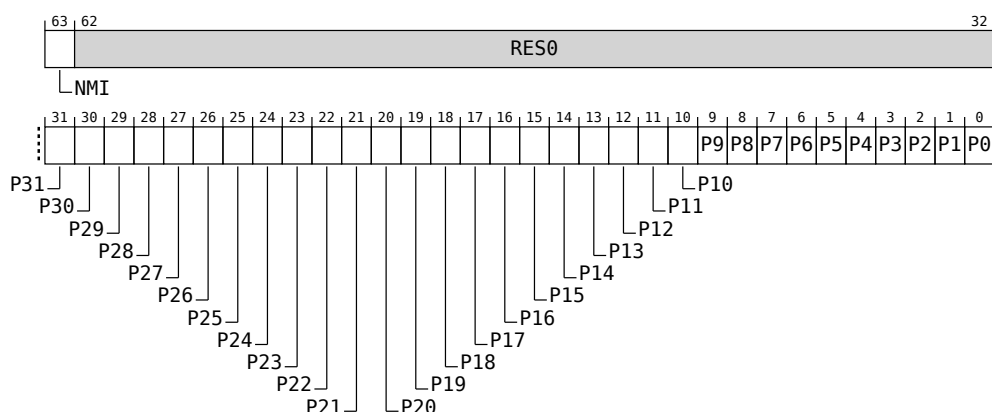 63 62 32
RES0
NMI
31 30 29 28 27 26 25 24 23 22 21 20 19 18 17 16 15 14 13 12 11 10 9 8 7 6 5 4 3 2 1 0
P9 P8 P7 P6 P5 P4 P3 P2 P1 P0
P31 P10
P30 P11
P29 P12
P28 P13
P27 P14
P26 P15
P25 P16
P24 P17
P23 P18
P22 P19
P21 P20